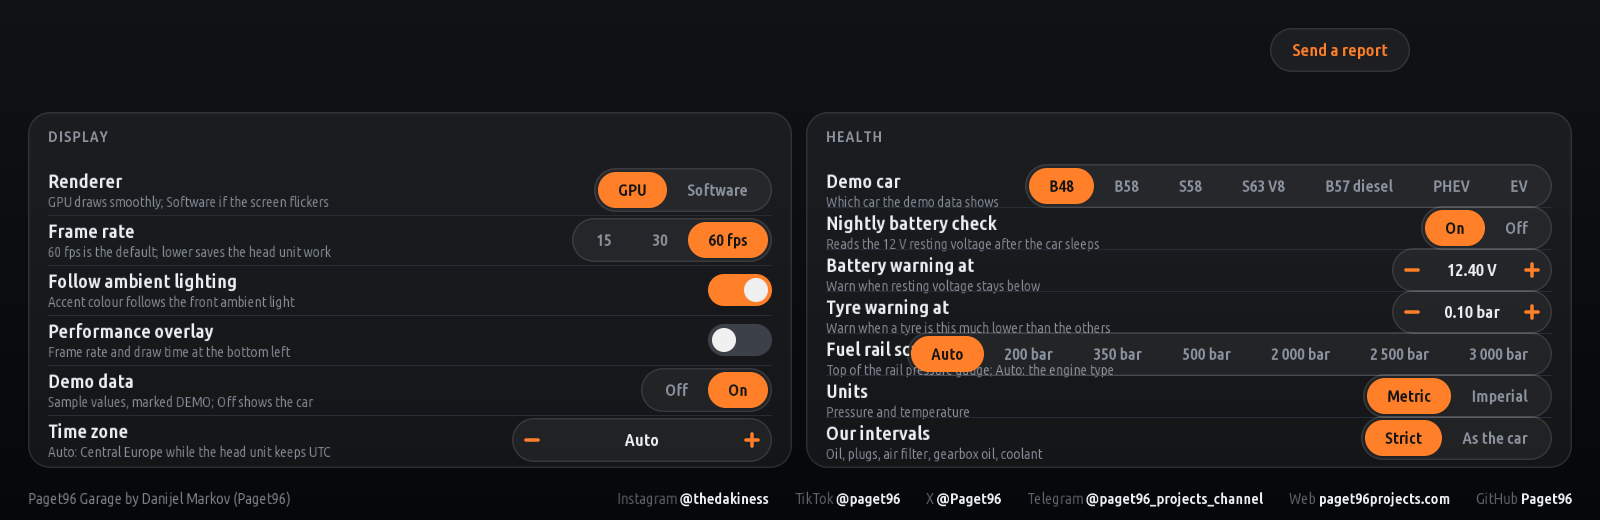 Send a report
DISPLAY
Renderer
GPU draws smoothly; Software if the screen flickers
GPU Software
Frame rate
60 fps is the default; lower saves the head unit work
15 30 60 fps
Follow ambient lighting
Accent colour follows the front ambient light
Performance overlay
Frame rate and draw time at the bottom left
Demo data
Sample values, marked DEMO; Off shows the car
Off On
Time zone
Auto: Central Europe while the head unit keeps UTC
− Auto +
HEALTH
Demo car
Which car the demo data shows
B48 B58 S58 S63 V8 B57 diesel PHEV EV
Nightly battery check
Reads the 12 V resting voltage after the car sleeps
On Off
Battery warning at
Warn when resting voltage stays below
− 12.40 V +
Tyre warning at
Warn when a tyre is this much lower than the others
− 0.10 bar +
Fuel rail
Top of the rail pressure gauge; Auto: the engine type
Auto 200 bar 350 bar 500 bar 2 000 bar 2 500 bar 3 000 bar
Units
Pressure and temperature
Metric Imperial
Our intervals
Oil, plugs, air filter, gearbox oil, coolant
Strict As the car
Paget96 Garage by Danijel Markov (Paget96)
Instagram @thedakiness TikTok @paget96 X @Paget96 Telegram @paget96_projects_channel Web paget96projects.com GitHub Paget96